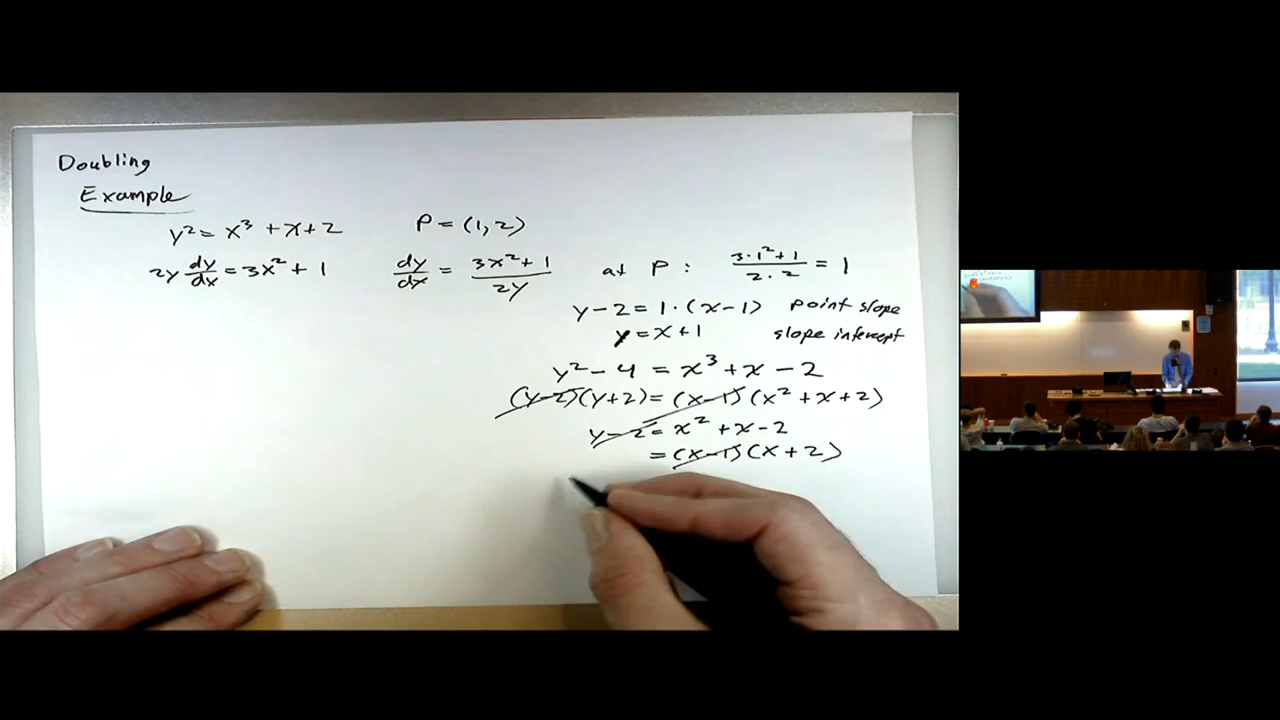 Doubling
Example
y² = x³ + x + 2    P = (1, 2)
2y dy/dx = 3x² + 1    dy/dx = (3x² + 1)/(2y)    at P: (3·1² + 1)/(2·2) = 1
y - 2 = 1·(x - 1)    point slope
y = x + 1    slope intercept
y² - 4 = x³ + x - 2
(y-2)(y+2) = (x-1)(x² + x + 2)
y-2 = x² + x - 2
= (x-1)(x+2)